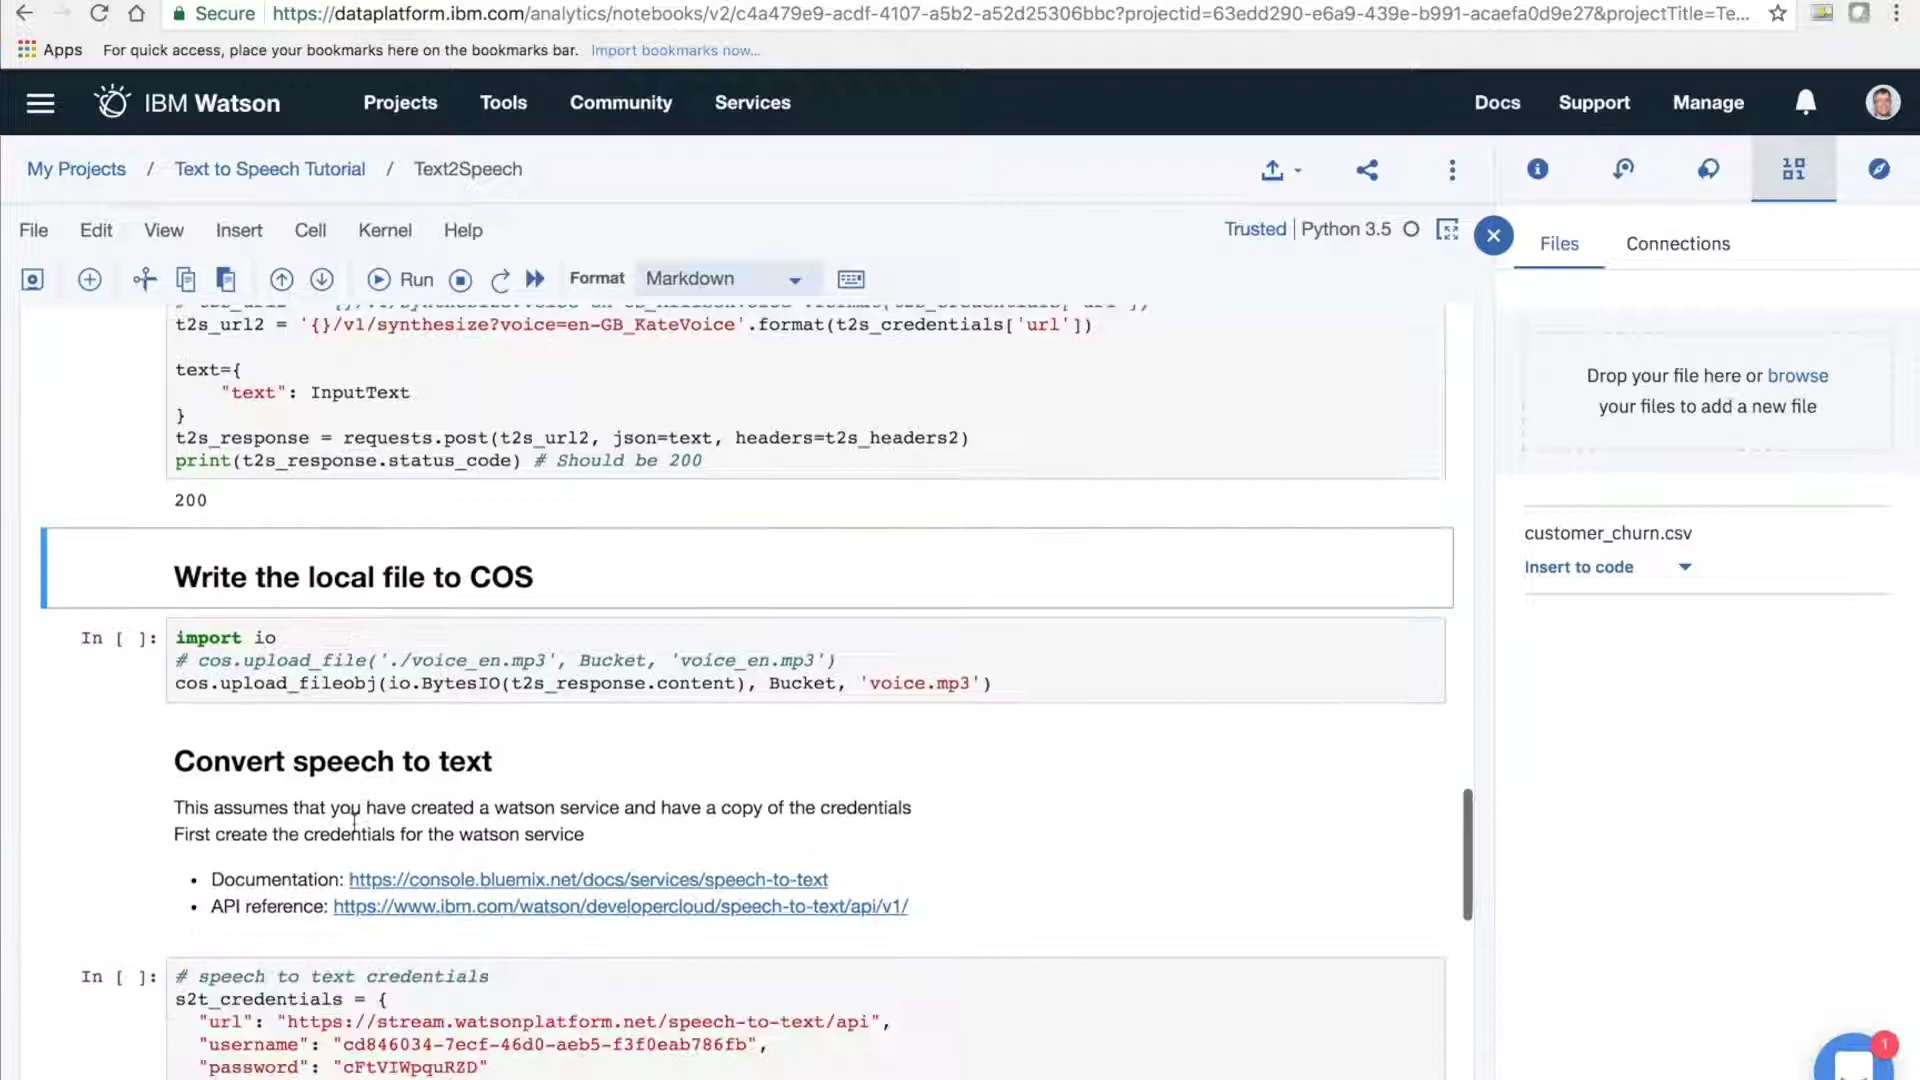 Secure https://dataplatform.ibm.com/analytics/notebooks/v2/c4a479e9-acdf-4107-a5b2-a52d25306bbc?projectid=63edd290-e6a9-439e-b991-acaefa0d9e27&projectTitle=Te...
Apps For quick access, place your bookmarks here on the bookmarks bar. Import bookmarks now...
IBM Watson Projects Tools Community Services Docs Support Manage
My Projects / Text to Speech Tutorial / Text2Speech
File Edit View Insert Cell Kernel Help Trusted | Python 3.5
Files Connections
Run Format Markdown
t2s_url2 = '{}/v1/synthesize?voice=en-GB_KateVoice'.format(t2s_credentials['url'])
text={
"text": InputText
}
t2s_response = requests.post(t2s_url2, json=text, headers=t2s_headers2)
print(t2s_response.status_code) # Should be 200
200
Drop your file here or browse
your files to add a new file
customer_churn.csv
Insert to code
Write the local file to COS
In [ ]: import io
# cos.upload_file('./voice_en.mp3', Bucket, 'voice_en.mp3')
cos.upload_fileobj(io.BytesIO(t2s_response.content), Bucket, 'voice.mp3')
Convert speech to text
This assumes that you have created a watson service and have a copy of the credentials
First create the credentials for the watson service
• Documentation: https://console.bluemix.net/docs/services/speech-to-text
• API reference: https://www.ibm.com/watson/developercloud/speech-to-text/api/v1/
In [ ]: # speech to text credentials
s2t_credentials = {
"url": "https://stream.watsonplatform.net/speech-to-text/api",
"username": "cd846034-7ecf-46d0-aeb5-f3f0eab786fb",
"password": "cFtVIWpquRZD"
1